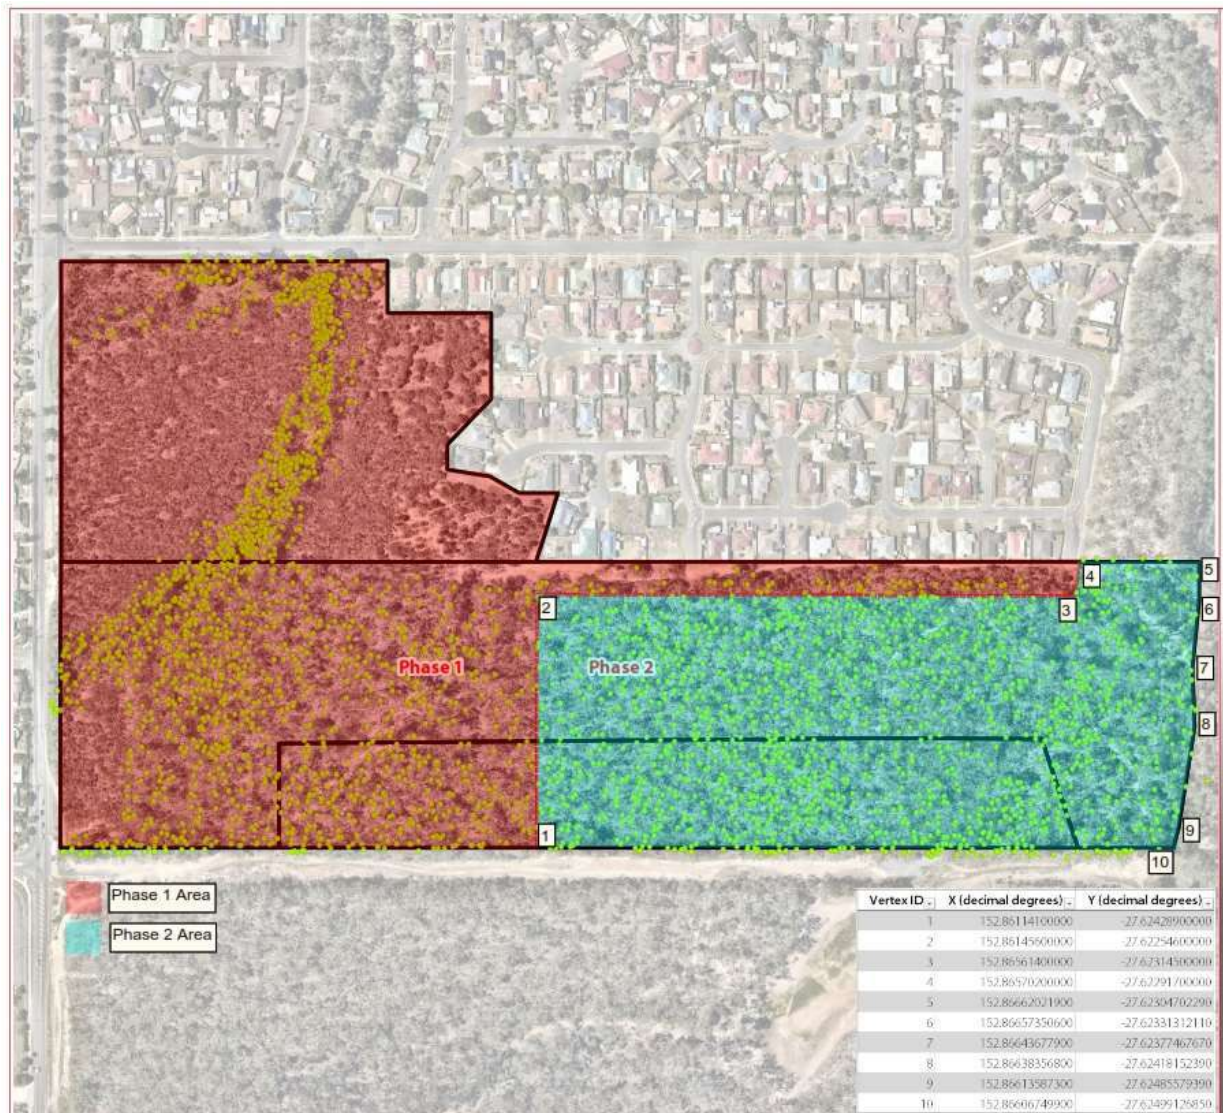 5
4
2
3
6
Phase 1 Phase 2
7
8
1
9
10
Phase 1 Area
Phase 2 Area
Vertex ID X (decimal degrees) Y (decimal degrees)
1 152.86114100000 -27.62428900000
2 152.86145600000 -27.62254600000
3 152.86561400000 -27.62314500000
4 152.86570200000 -27.62291700000
5 152.86662021900 -27.62304702290
6 152.86657350600 -27.62331312110
7 152.86643677900 -27.62377467670
8 152.86638356800 -27.62418152390
9 152.86613587300 -27.62485579390
10 152.86606749900 -27.62499126850